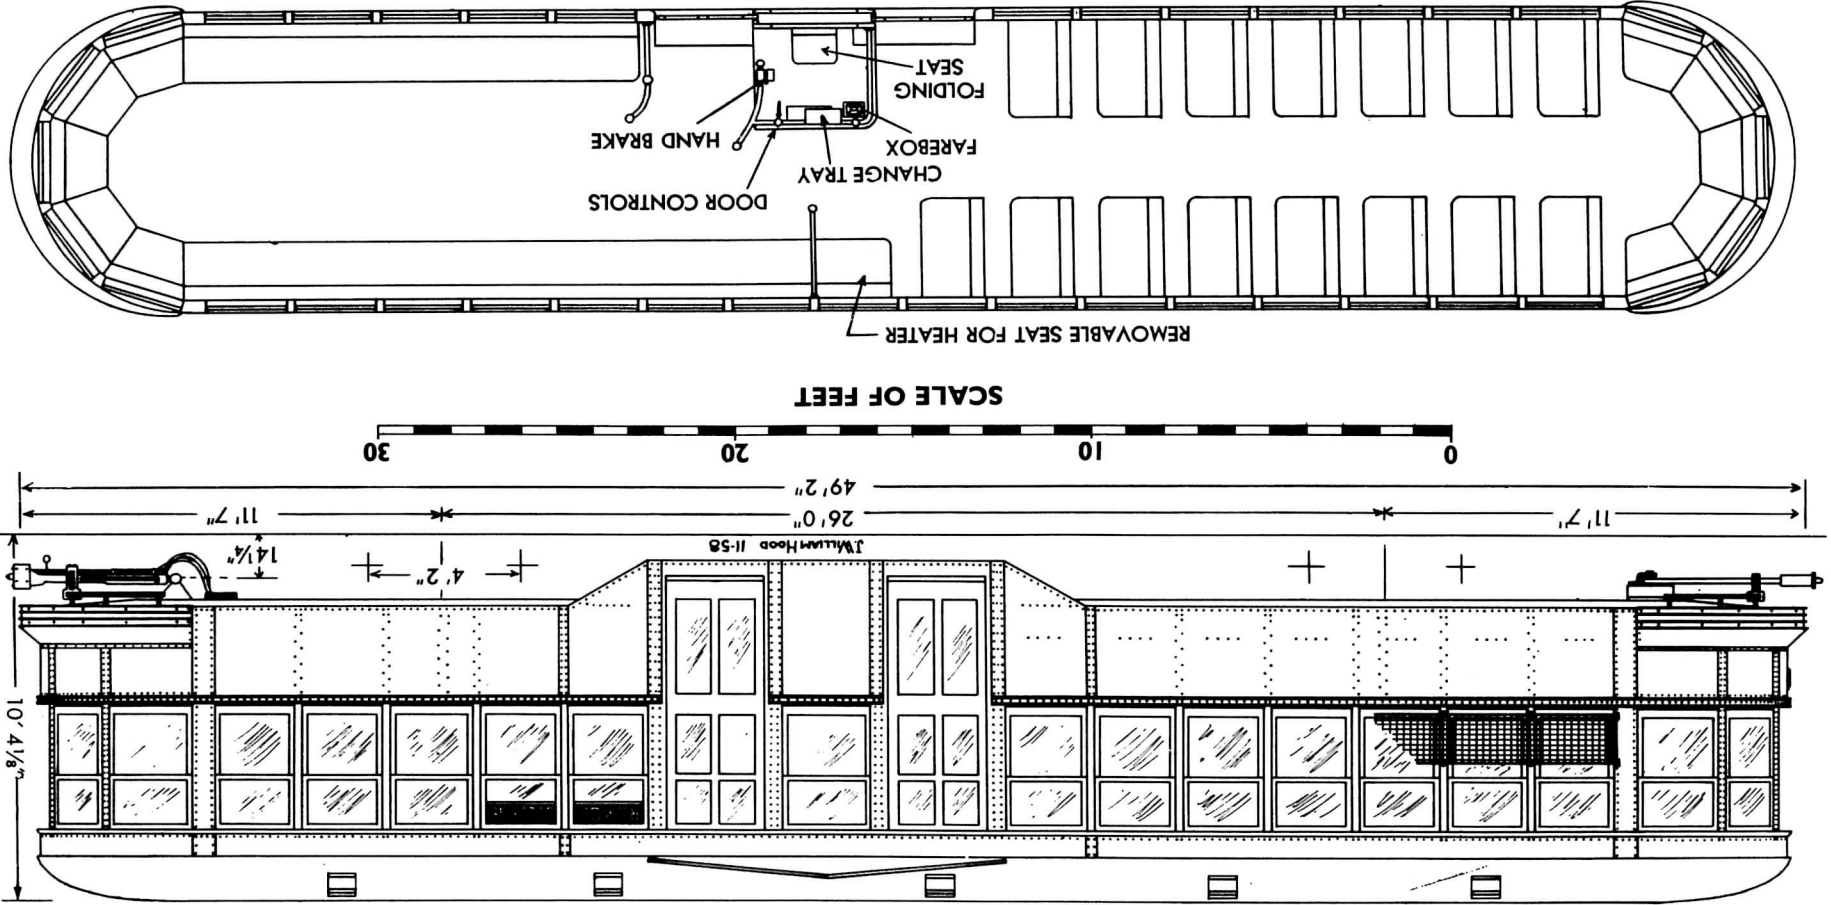 10' 4⅛"
J. WILLIAM HOOD 11-58
4' 2"
14¼"
11' 7"
26' 0"
11' 7"
49' 2"
0
10
20
30
SCALE OF FEET
REMOVABLE SEAT FOR HEATER
DOOR CONTROLS
CHANGE TRAY
FAREBOX
HAND BRAKE
FOLDING
SEAT